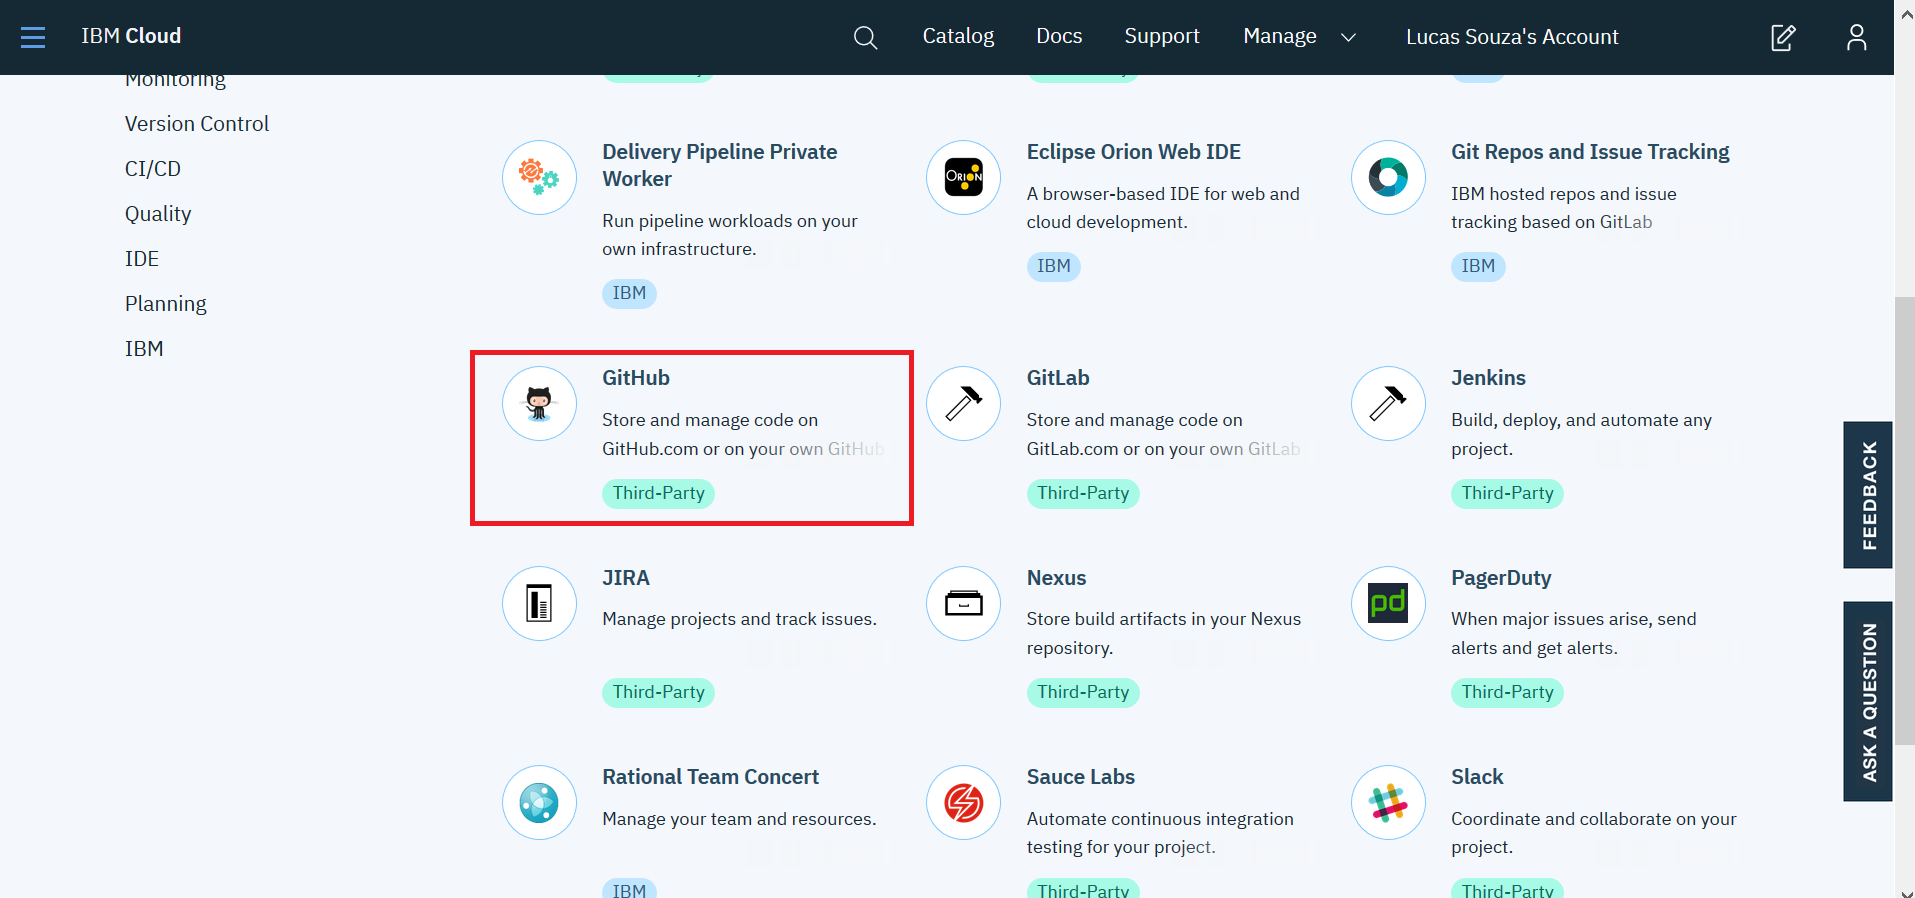 IBM Cloud
Catalog
Docs
Support
Manage
Lucas Souza's Account
Monitoring
Version Control
CI/CD
Quality
IDE
Planning
IBM
Delivery Pipeline Private
Worker
Run pipeline workloads on your
own infrastructure.
IBM
Eclipse Orion Web IDE
A browser-based IDE for web and
cloud development.
IBM
Git Repos and Issue Tracking
IBM hosted repos and issue
tracking based on GitLab
IBM
GitHub
Store and manage code on
GitHub.com or on your own GitHub
Third-Party
GitLab
Store and manage code on
GitLab.com or on your own GitLab
Third-Party
Jenkins
Build, deploy, and automate any
project.
Third-Party
JIRA
Manage projects and track issues.
Third-Party
Nexus
Store build artifacts in your Nexus
repository.
Third-Party
pd
PagerDuty
When major issues arise, send
alerts and get alerts.
Third-Party
Rational Team Concert
Manage your team and resources.
IBM
Sauce Labs
Automate continuous integration
testing for your project.
Third-Party
Slack
Coordinate and collaborate on your
project.
Third-Party
ORION
FEEDBACK
ASK A QUESTION